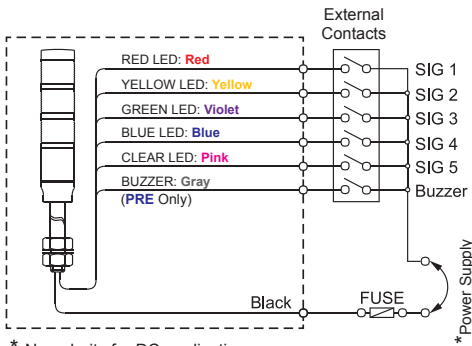 External
Contacts
RED LED: Red
SIG 1
YELLOW LED: Yellow
SIG 2
GREEN LED: Violet
SIG 3
BLUE LED: Blue
SIG 4
CLEAR LED: Pink
SIG 5
BUZZER: Gray
Buzzer
(PRE Only)
Black
FUSE
*Power Supply